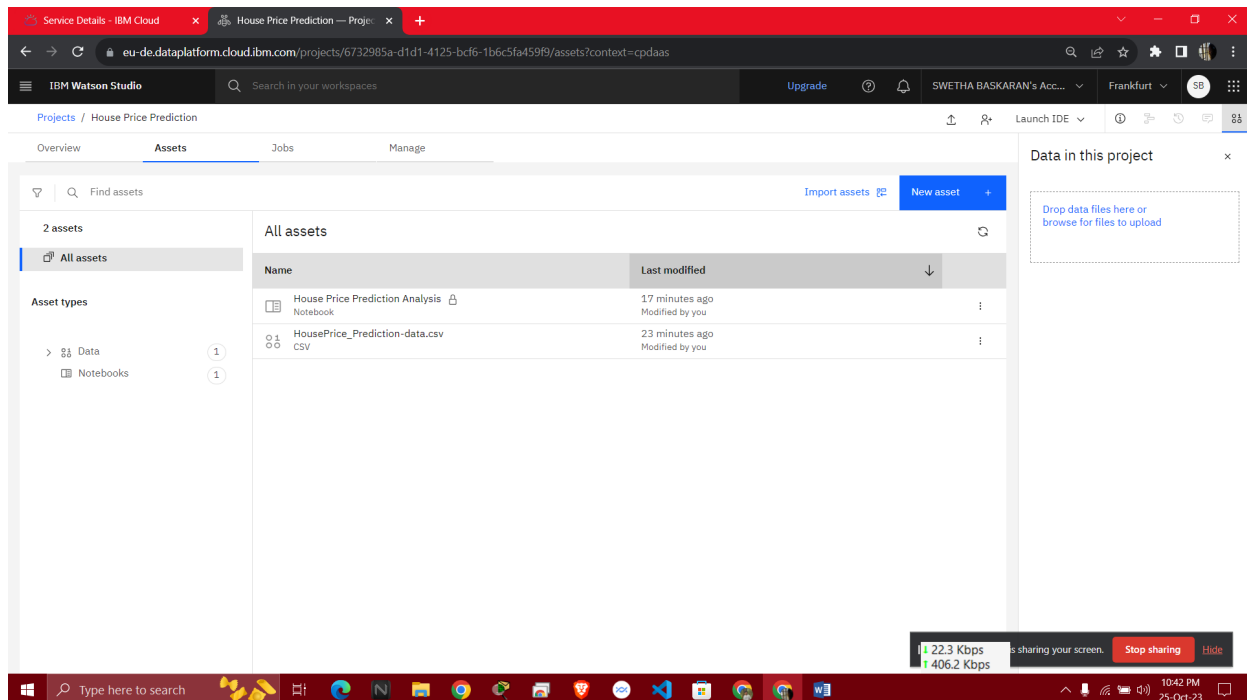 Service Details - IBM Cloud
House Price Prediction — Projec
eu-de.dataplatform.cloud.ibm.com/projects/6732985a-d1d1-4125-bcf6-1b6c5fa459f9/assets?context=cpdaas
IBM Watson Studio
Search in your workspaces
Upgrade
SWETHA BASKARAN's Acc...
Frankfurt
SB
Projects / House Price Prediction
Launch IDE
Overview
Assets
Jobs
Manage
Data in this project
Find assets
Import assets
New asset +
Drop data files here or
browse for files to upload
2 assets
All assets
All assets
Name
Last modified
Asset types
House Price Prediction Analysis
Notebook
17 minutes ago
Modified by you
HousePrice_Prediction-data.csv
CSV
23 minutes ago
Modified by you
Data 1
Notebooks 1
22.3 Kbps
406.2 Kbps
sharing your screen.
Stop sharing
Hide
Type here to search
10:42 PM
25-Oct-23